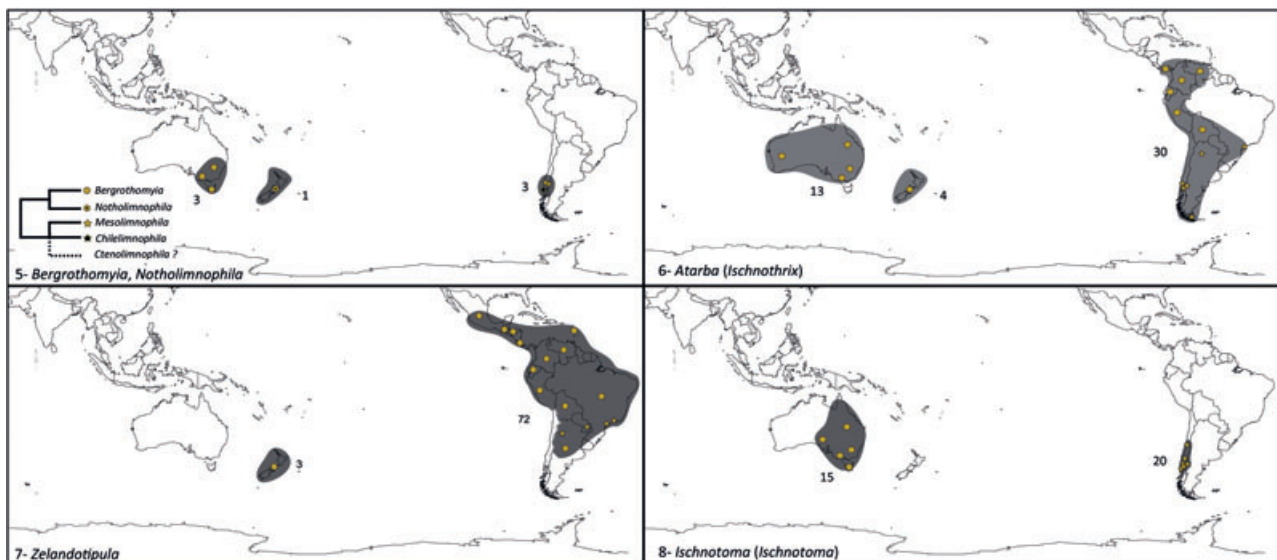 Bergrothomyia
Notholimnophila
Mesolimnophila
Chilelimnophila
Ctenolimnophila ?
3
1
3
5- Bergrothomyia, Notholimnophila
13
4
30
6- Atarba (Ischnothrix)
3
72
7- Zelandotipula
15
20
8- Ischnotoma (Ischnotoma)